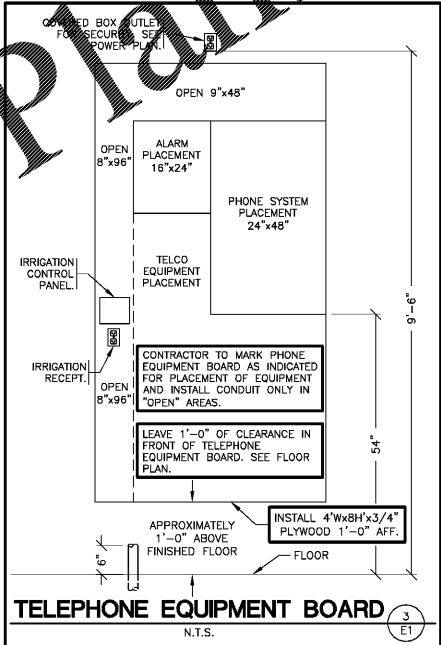 Plan
COVERED BOX OUTLET
FOR SECURITY. SEE
POWER PLAN.
OPEN 9"x48"
OPEN
8"x96"
ALARM
PLACEMENT
16"x24"
PHONE SYSTEM
PLACEMENT
24"x48"
TELCO
EQUIPMENT
PLACEMENT
IRRIGATION
CONTROL
PANEL.
IRRIGATION
RECEPT.
OPEN
8"x96"
9'-6"
54"
CONTRACTOR TO MARK PHONE
EQUIPMENT BOARD AS INDICATED
FOR PLACEMENT OF EQUIPMENT
AND INSTALL CONDUIT ONLY IN
"OPEN" AREAS.
LEAVE 1'-0" OF CLEARANCE IN
FRONT OF TELEPHONE
EQUIPMENT BOARD. SEE FLOOR
PLAN.
INSTALL 4'Wx8H'x3/4"
PLYWOOD 1'-0" AFF.
APPROXIMATELY
1'-0" ABOVE
FINISHED FLOOR
FLOOR
6"
TELEPHONE EQUIPMENT BOARD
3
E1
N.T.S.